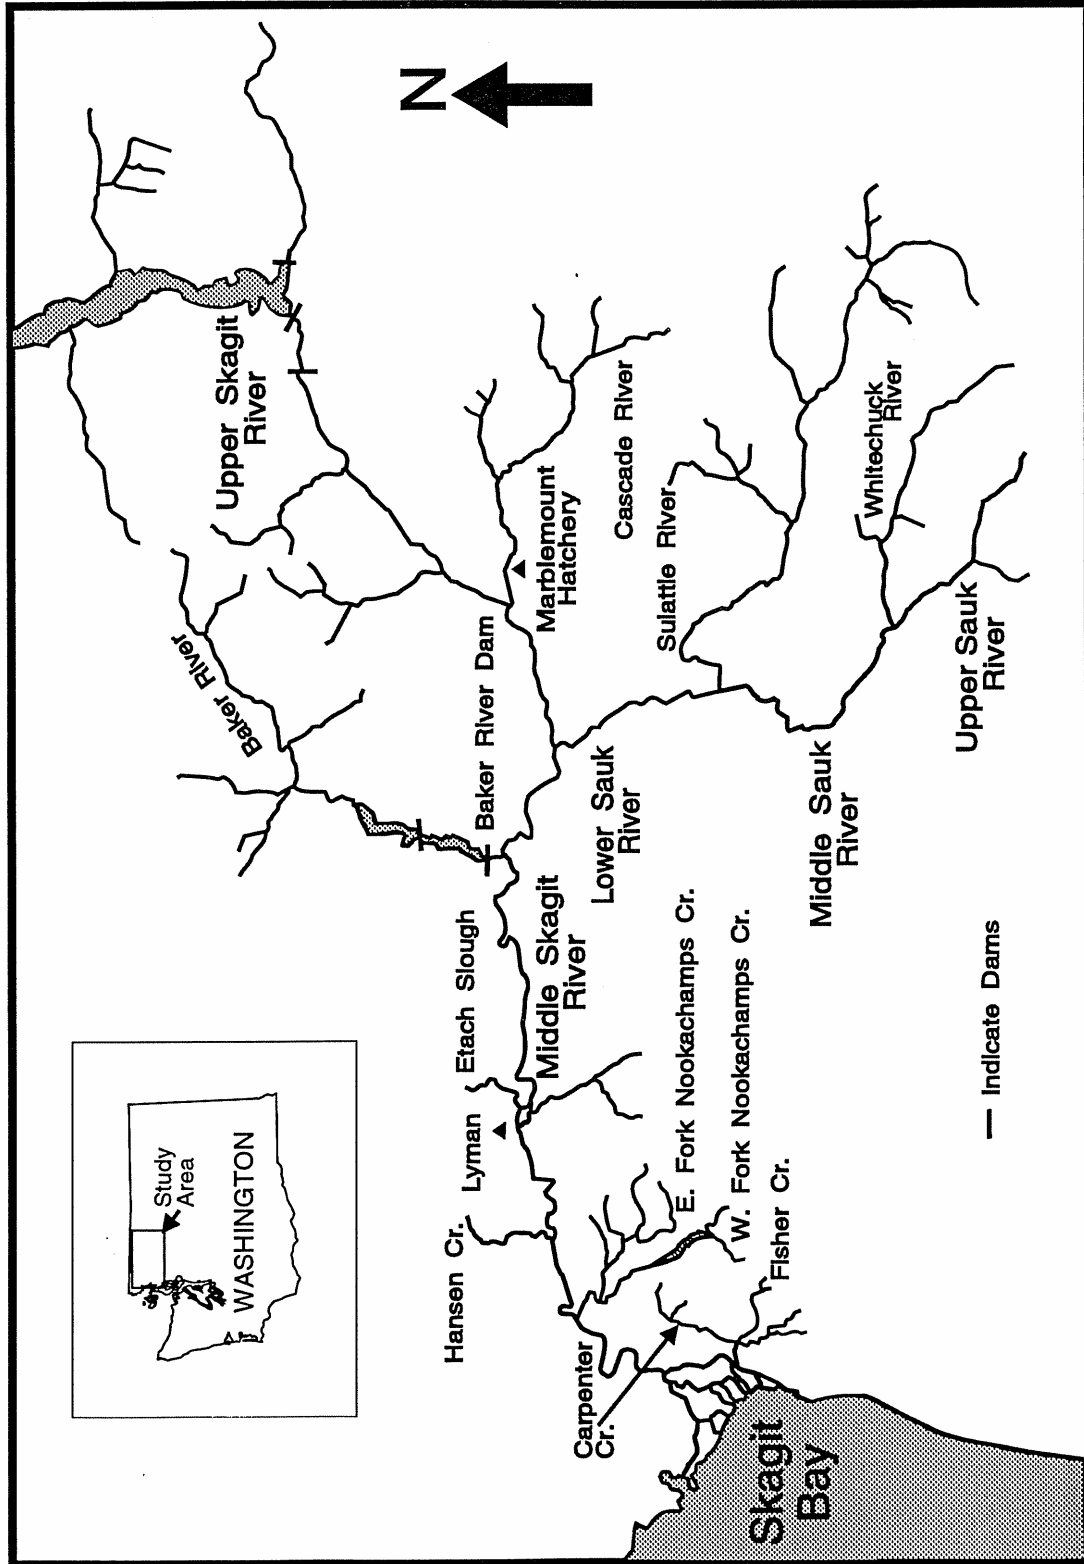 N
Upper Skagit
River
Baker River
Baker River Dam
Marblemount
Hatchery
Cascade River
Sulattle River
Whitechuck
River
Upper Sauk
River
Middle Sauk
River
Lower Sauk
River
Middle Skagit
River
Etach Slough
Lyman
Hansen Cr.
E. Fork Nookachamps Cr.
W. Fork Nookachamps Cr.
Fisher Cr.
Carpenter
Cr.
Skagit
Bay
— Indicate Dams
Study
Area
WASHINGTON